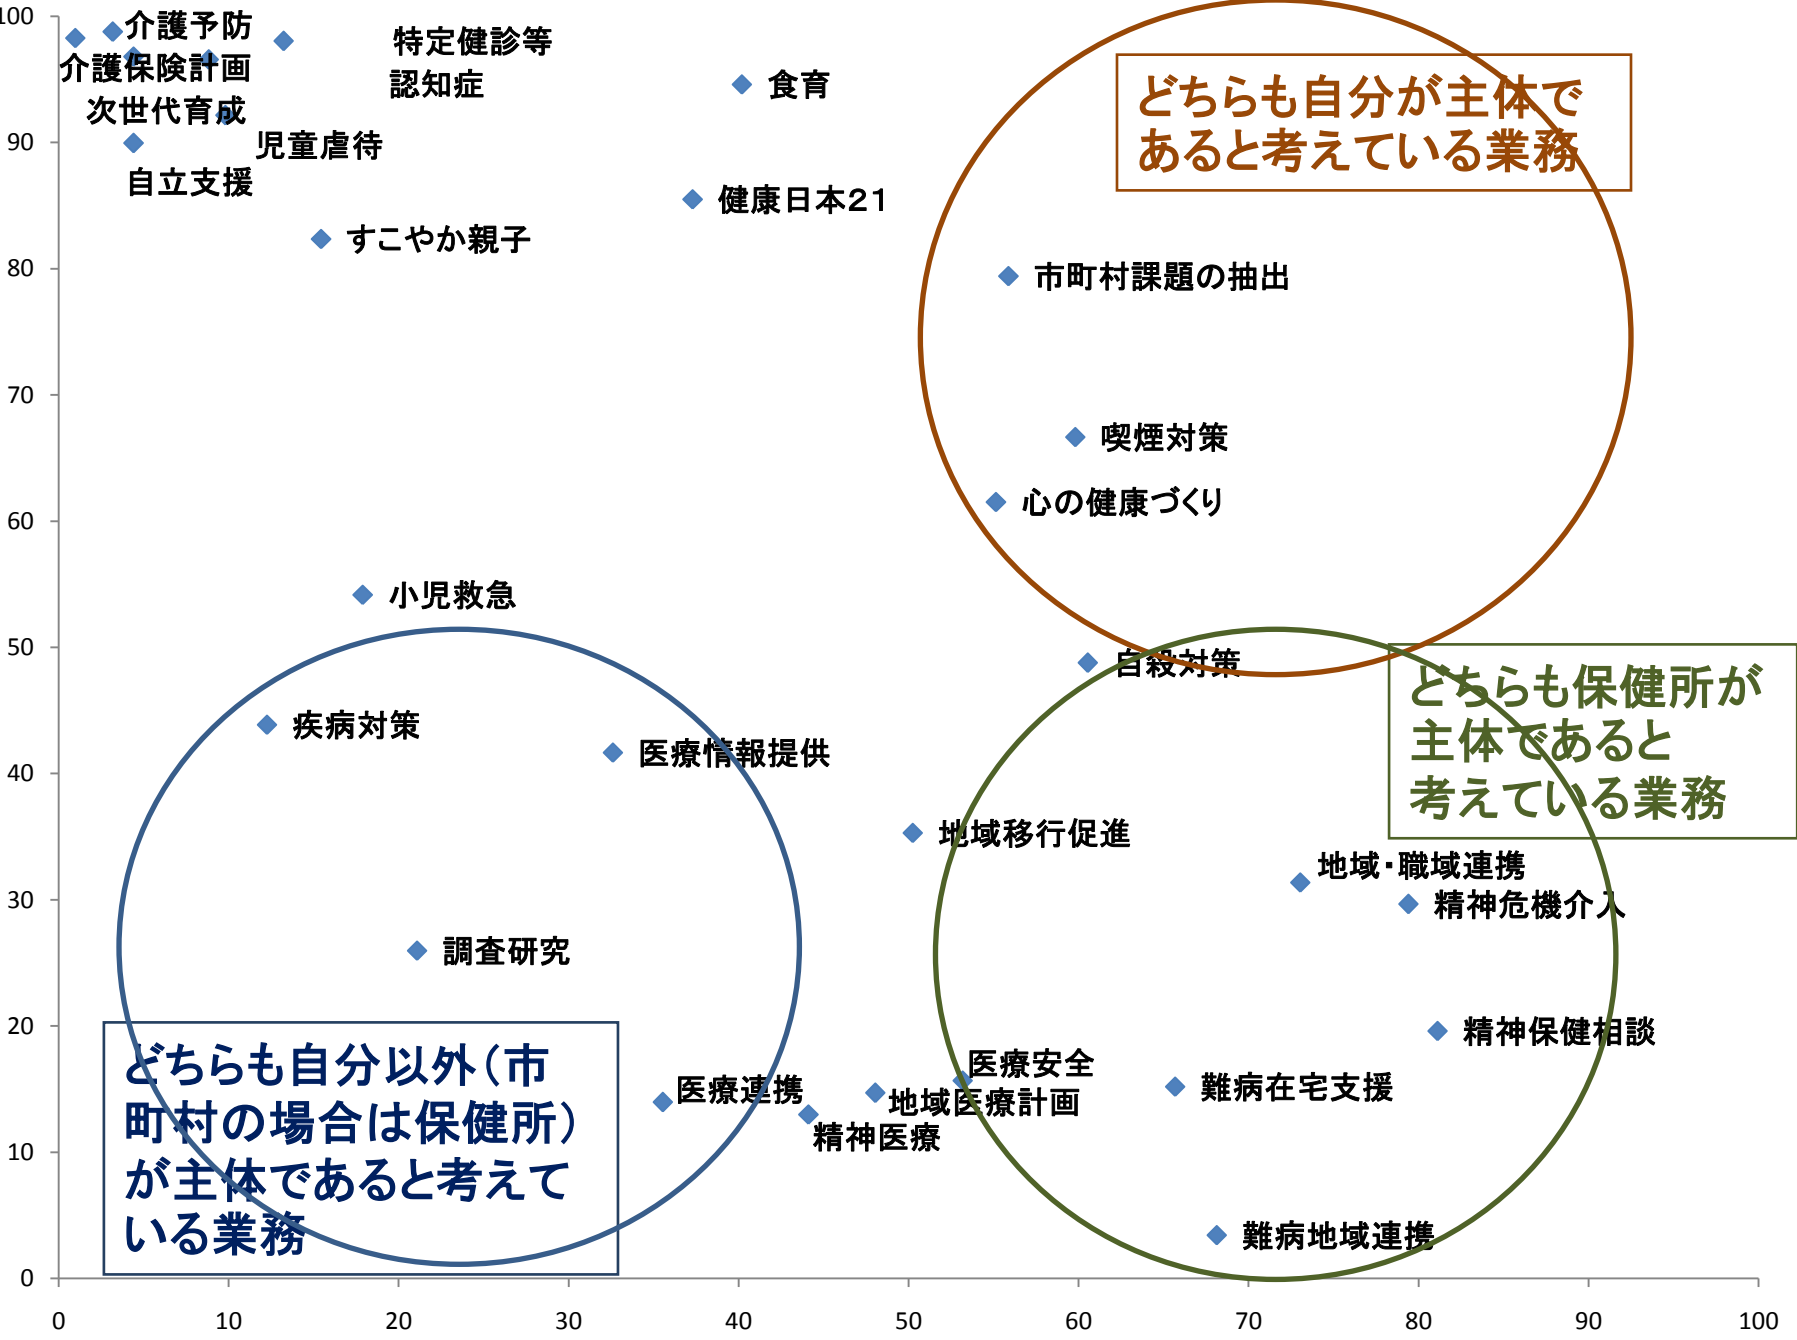 100
90
80
70
60
50
40
30
20
10
0
0 10 20 30 40 50 60 70 80 90 100
介護予防
介護保険計画
次世代育成
自立支援
児童虐待
特定健診等
認知症
食育
健康日本21
すこやか親子
どちらも自分が主体で
あると考えている業務
市町村課題の抽出
喫煙対策
心の健康づくり
小児救急
自殺対策
どちらも保健所が
主体であると
考えている業務
疾病対策
医療情報提供
地域移行促進
地域・職域連携
精神危機介入
調査研究
精神保健相談
どちらも自分以外（市
町村の場合は保健所）
が主体であると考えて
いる業務
医療連携
医療安全
地域医療計画
精神医療
難病在宅支援
難病地域連携